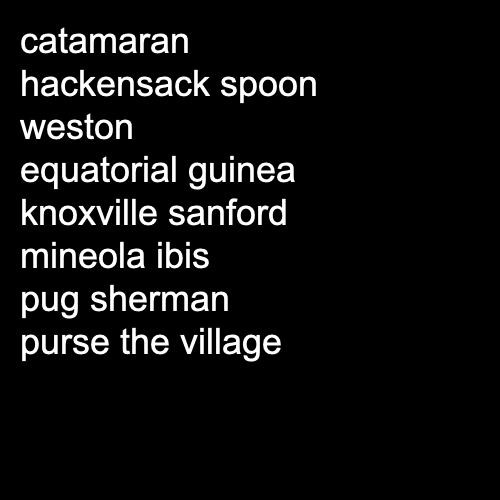 catamaran
hackensack spoon
weston
equatorial guinea
knoxville sanford
mineola ibis
pug sherman
purse the village